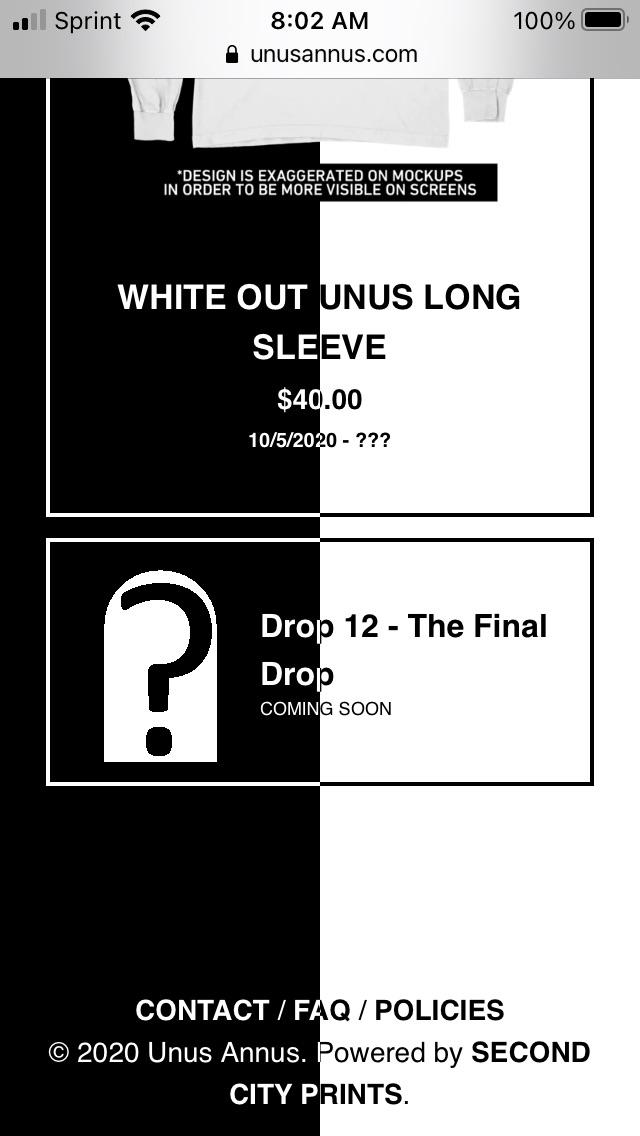 Sprint 8:02 AM 100%
unusannus.com
*DESIGN IS EXAGGERATED ON MOCKUPS
IN ORDER TO BE MORE VISIBLE ON SCREENS
WHITE OUT UNUS LONG
SLEEVE
$40.00
10/5/2020 - ???
?
Drop 12 - The Final
Drop
COMING SOON
CONTACT / FAQ / POLICIES
© 2020 Unus Annus. Powered by SECOND
CITY PRINTS.